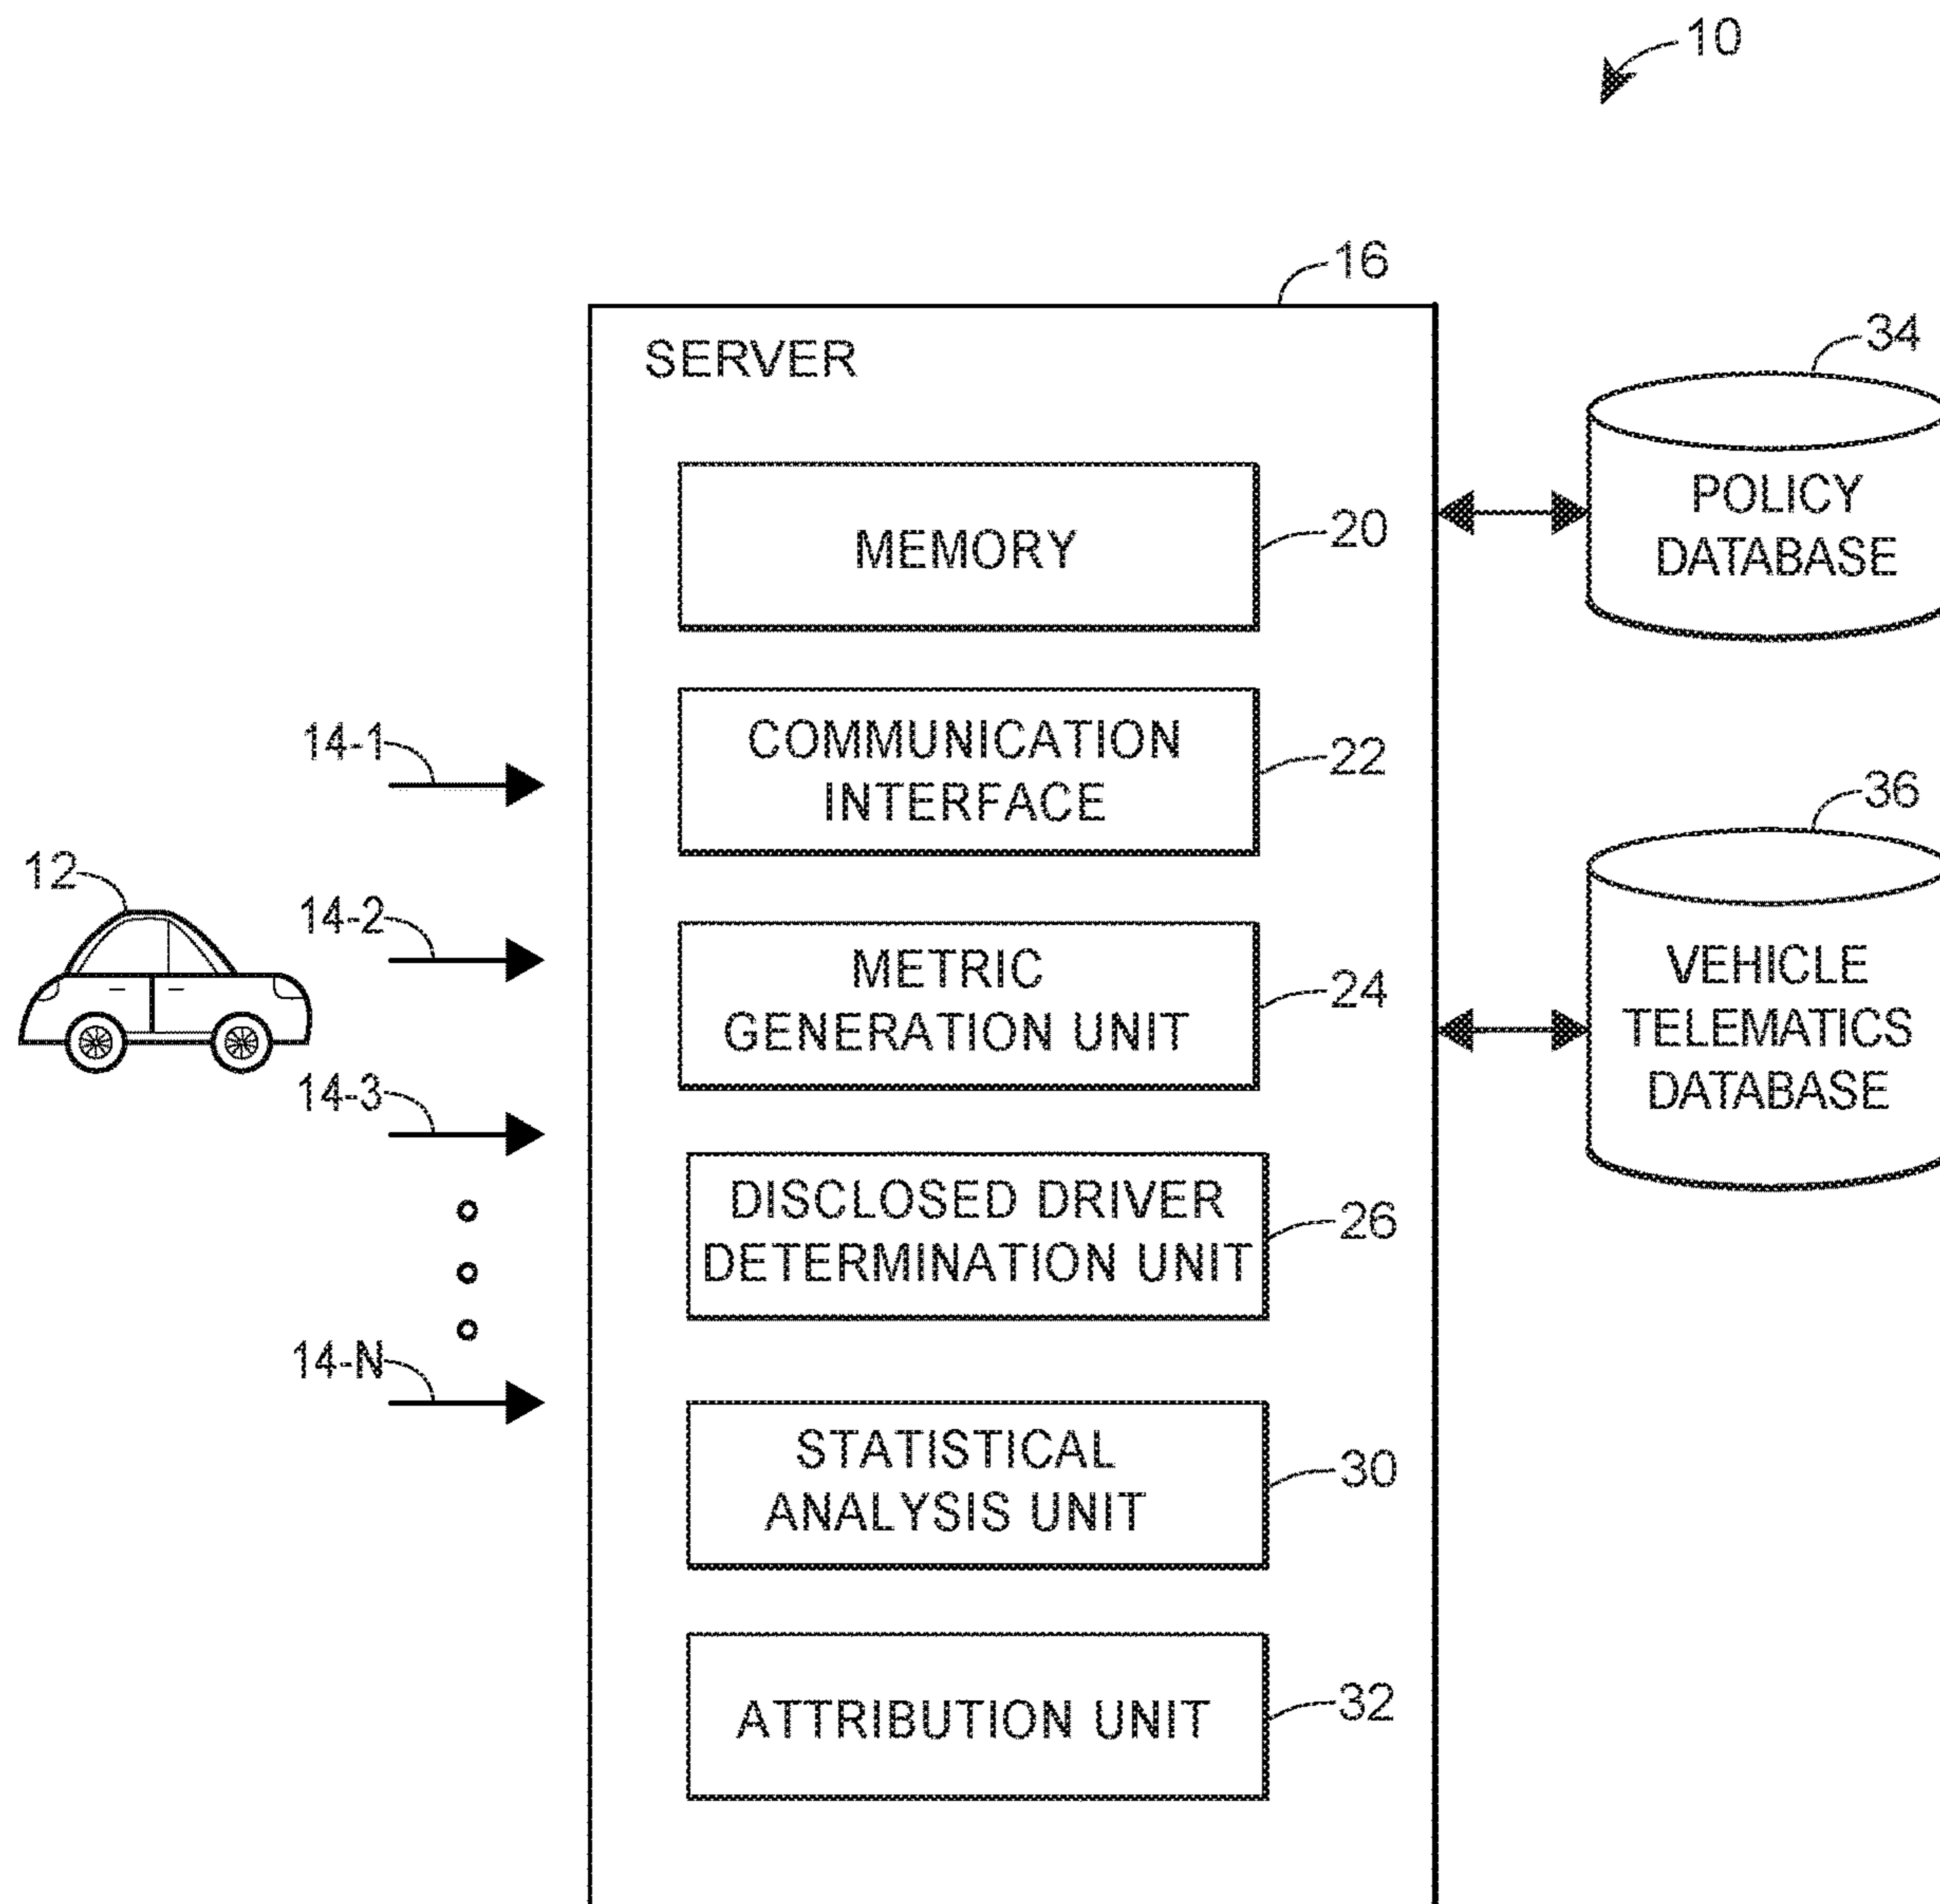 10
16
SERVER
34
POLICY
DATABASE
MEMORY
20
14-1
COMMUNICATION
INTERFACE
22
36
12
14-2
METRIC
GENERATION UNIT
24
VEHICLE
TELEMATICS
DATABASE
14-3
DISCLOSED DRIVER
DETERMINATION UNIT
26
14-N
STATISTICAL
ANALYSIS UNIT
30
ATTRIBUTION UNIT
32